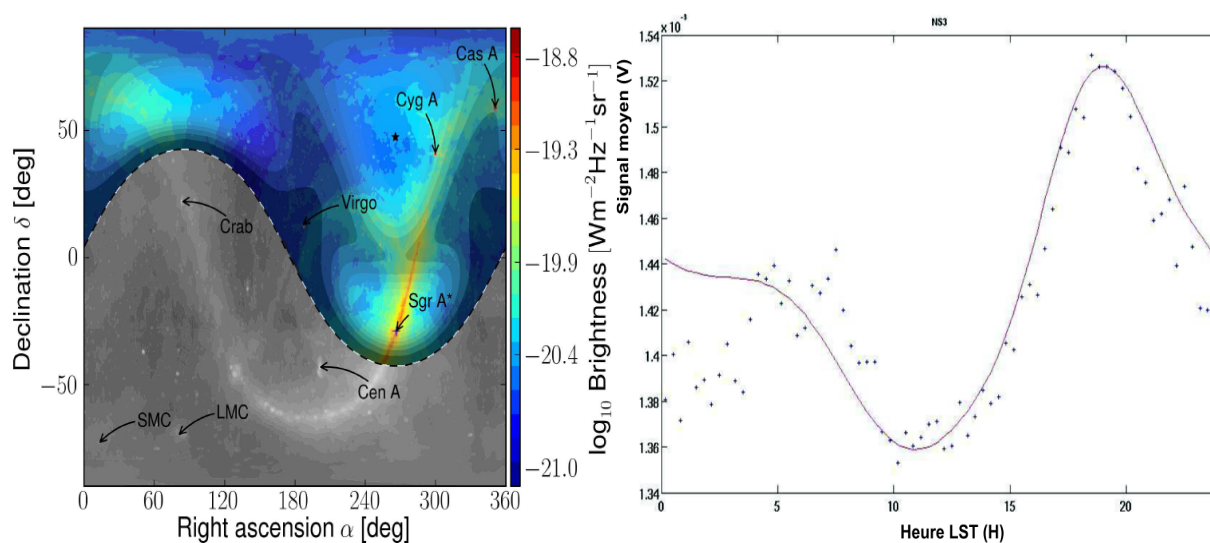 Declination δ [deg]
50
0
−50
0 60 120 180 240 300 360
Right ascension α [deg]
Cas A
Cyg A
Virgo
Crab
Sgr A*
Cen A
SMC
LMC
−18.8
−19.3
−19.9
−20.4
−21.0
log₁₀ Brightness [Wm⁻²Hz⁻¹sr⁻¹]
NS3
× 10⁻³
1.54
1.52
1.5
1.48
1.46
1.44
1.42
1.4
1.38
1.36
1.34
Signal moyen (V)
0 5 10 15 20
Heure LST (H)